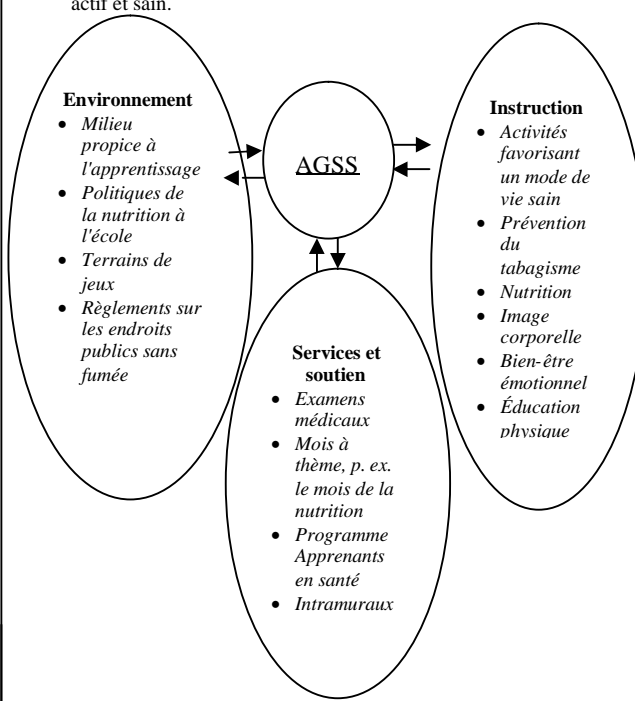 actif et sain.
Environnement
• Milieu
propice à
l'apprentissage
• Politiques de
la nutrition à
l'école
• Terrains de
jeux
• Règlements sur
les endroits
publics sans
fumée
AGSS
Instruction
• Activités
favorisant
un mode de
vie sain
• Prévention
du
tabagisme
• Nutrition
• Image
corporelle
• Bien-être
émotionnel
• Éducation
physique
Services et
soutien
• Examens
médicaux
• Mois à
thème, p. ex.
le mois de la
nutrition
• Programme
Apprenants
en santé
• Intramuraux